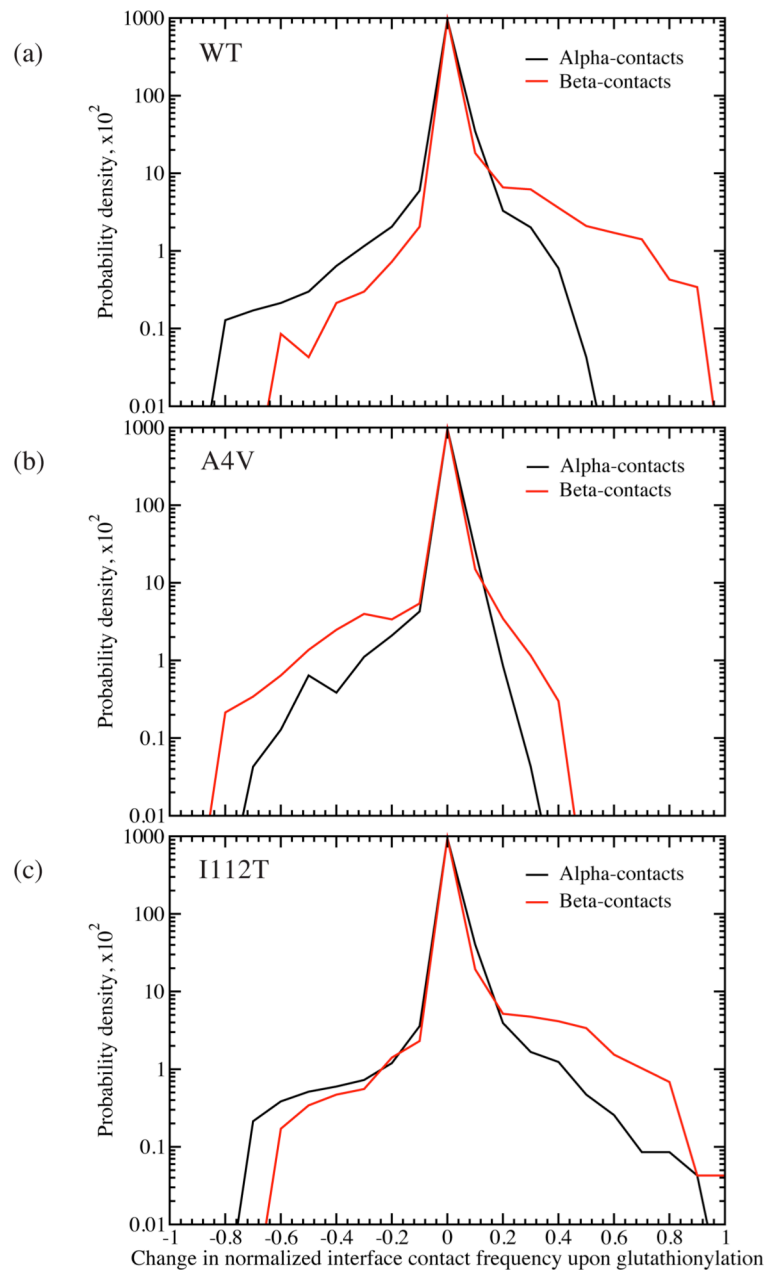 (a)
WT
Alpha-contacts
Beta-contacts
Probability density, x10²
1000
100
10
1
0.1
0.01
(b)
A4V
Alpha-contacts
Beta-contacts
Probability density, x10²
1000
100
10
1
0.1
0.01
(c)
I112T
Alpha-contacts
Beta-contacts
Probability density, x10²
1000
100
10
1
0.1
0.01
-1 -0.8 -0.6 -0.4 -0.2 0 0.2 0.4 0.6 0.8 1
Change in normalized interface contact frequency upon glutathionylation